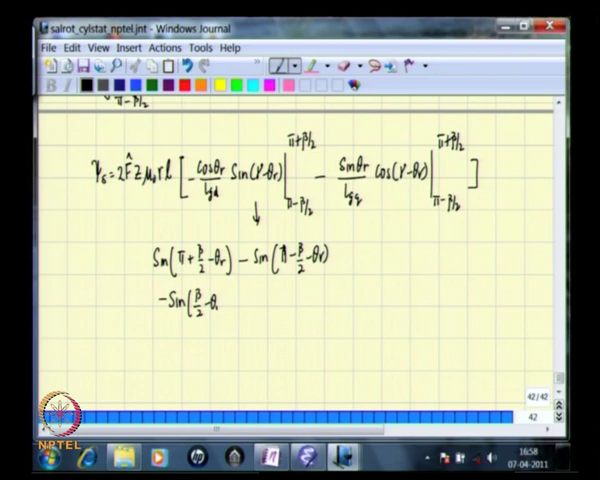 salrot_cylstat_nptel.jnt - Windows Journal
File Edit View Insert Actions Tools Help
B I
π-β/2
ψs=2F̂ z μ₀ r l [ -cosθr/lgd sin(γ-θr) |π+β/2 π-β/2 - sinθr/lgq cos(γ-θr) |π+β/2 π-β/2 ]
↓
Sin(π+β/2-θr) - Sin(π-β/2-θr)
-Sin(β/2-θ
42/42
42
NPTEL
hp
16:58
07-04-2011